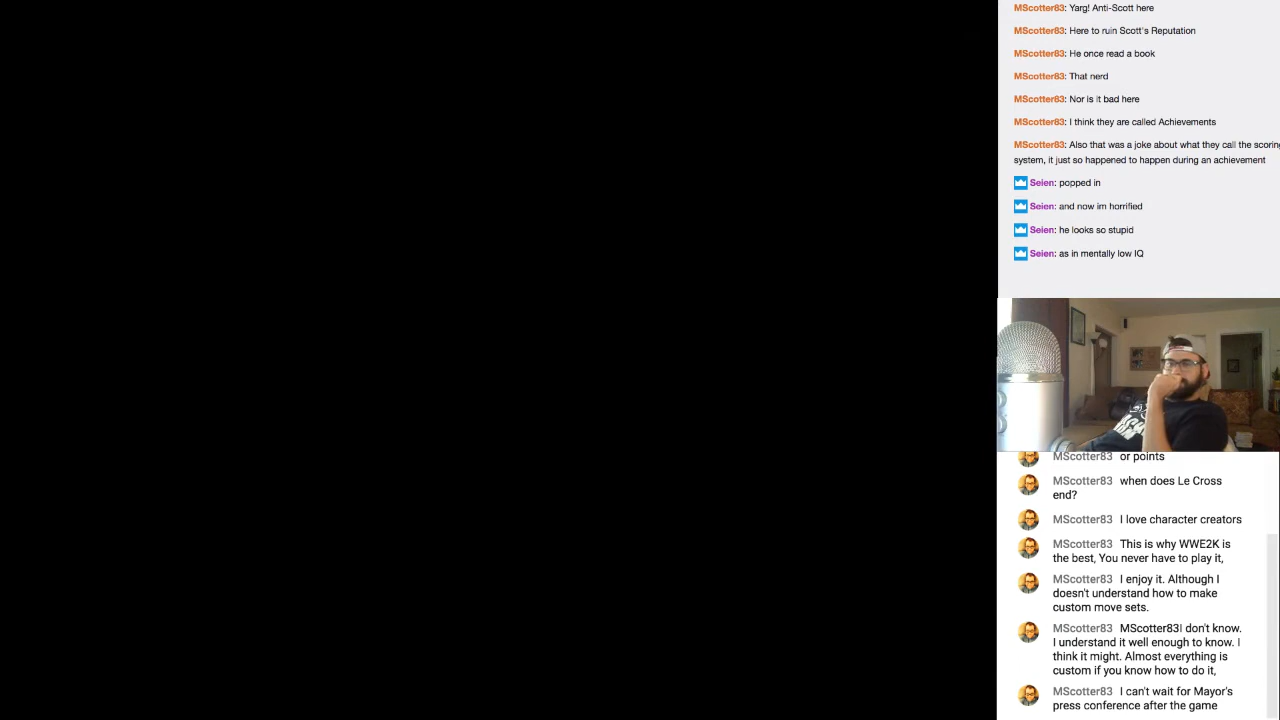 MScotter83: Yarg! Anti-Scott here
MScotter83: Here to ruin Scott's Reputation
MScotter83: He once read a book
MScotter83: That nerd
MScotter83: Nor is it bad here
MScotter83: I think they are called Achievements
MScotter83: Also that was a joke about what they call the scoring
system, it just so happened to happen during an achievement
Seien: popped in
Seien: and now im horrified
Seien: he looks so stupid
Seien: as in mentally low IQ
MScotter83 or points
MScotter83 when does Le Cross
end?
MScotter83 I love character creators
MScotter83 This is why WWE2K is
the best, You never have to play it,
MScotter83 I enjoy it. Although I
doesn't understand how to make
custom move sets.
MScotter83 MScotter83I don't know.
I understand it well enough to know. I
think it might. Almost everything is
custom if you know how to do it,
MScotter83 I can't wait for Mayor's
press conference after the game